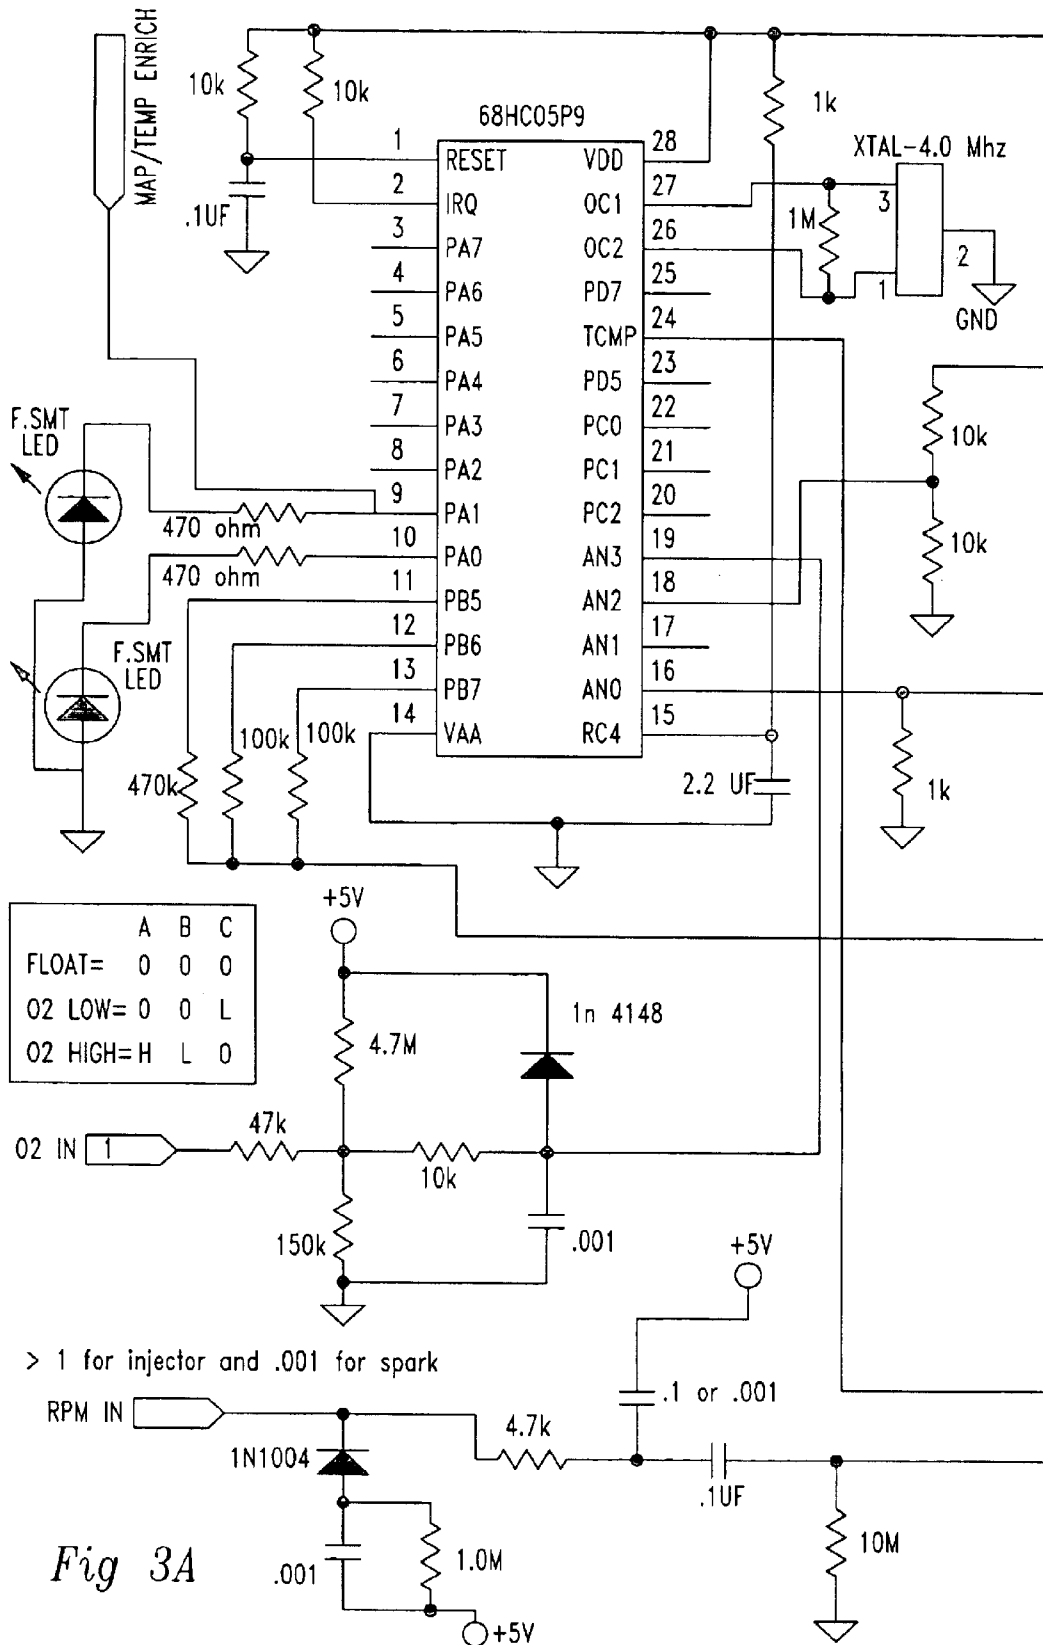 MAP/TEMP ENRICH
10k
10k
.1UF
68HC05P9
1 RESET VDD 28
2 IRQ OC1 27
3 PA7 OC2 26
4 PA6 PD7 25
5 PA5 TCMP 24
6 PA4 PD5 23
7 PA3 PC0 22
8 PA2 PC1 21
9 PA1 PC2 20
10 PA0 AN3 19
11 PB5 AN2 18
12 PB6 AN1 17
13 PB7 AN0 16
14 VAA RC4 15
1k
XTAL-4.0 Mhz
1M
3
2
1
GND
10k
10k
F.SMT
LED
470 ohm
470 ohm
F.SMT
LED
470k
100k
100k
2.2 UF
1k
A B C
FLOAT= 0 0 0
O2 LOW= 0 0 L
O2 HIGH= H L 0
+5V
4.7M
1n 4148
O2 IN 1
47k
10k
150k
.001
+5V
> 1 for injector and .001 for spark
RPM IN
1N1004
4.7k
.1 or .001
.1UF
.001
1.0M
10M
+5V
Fig 3A